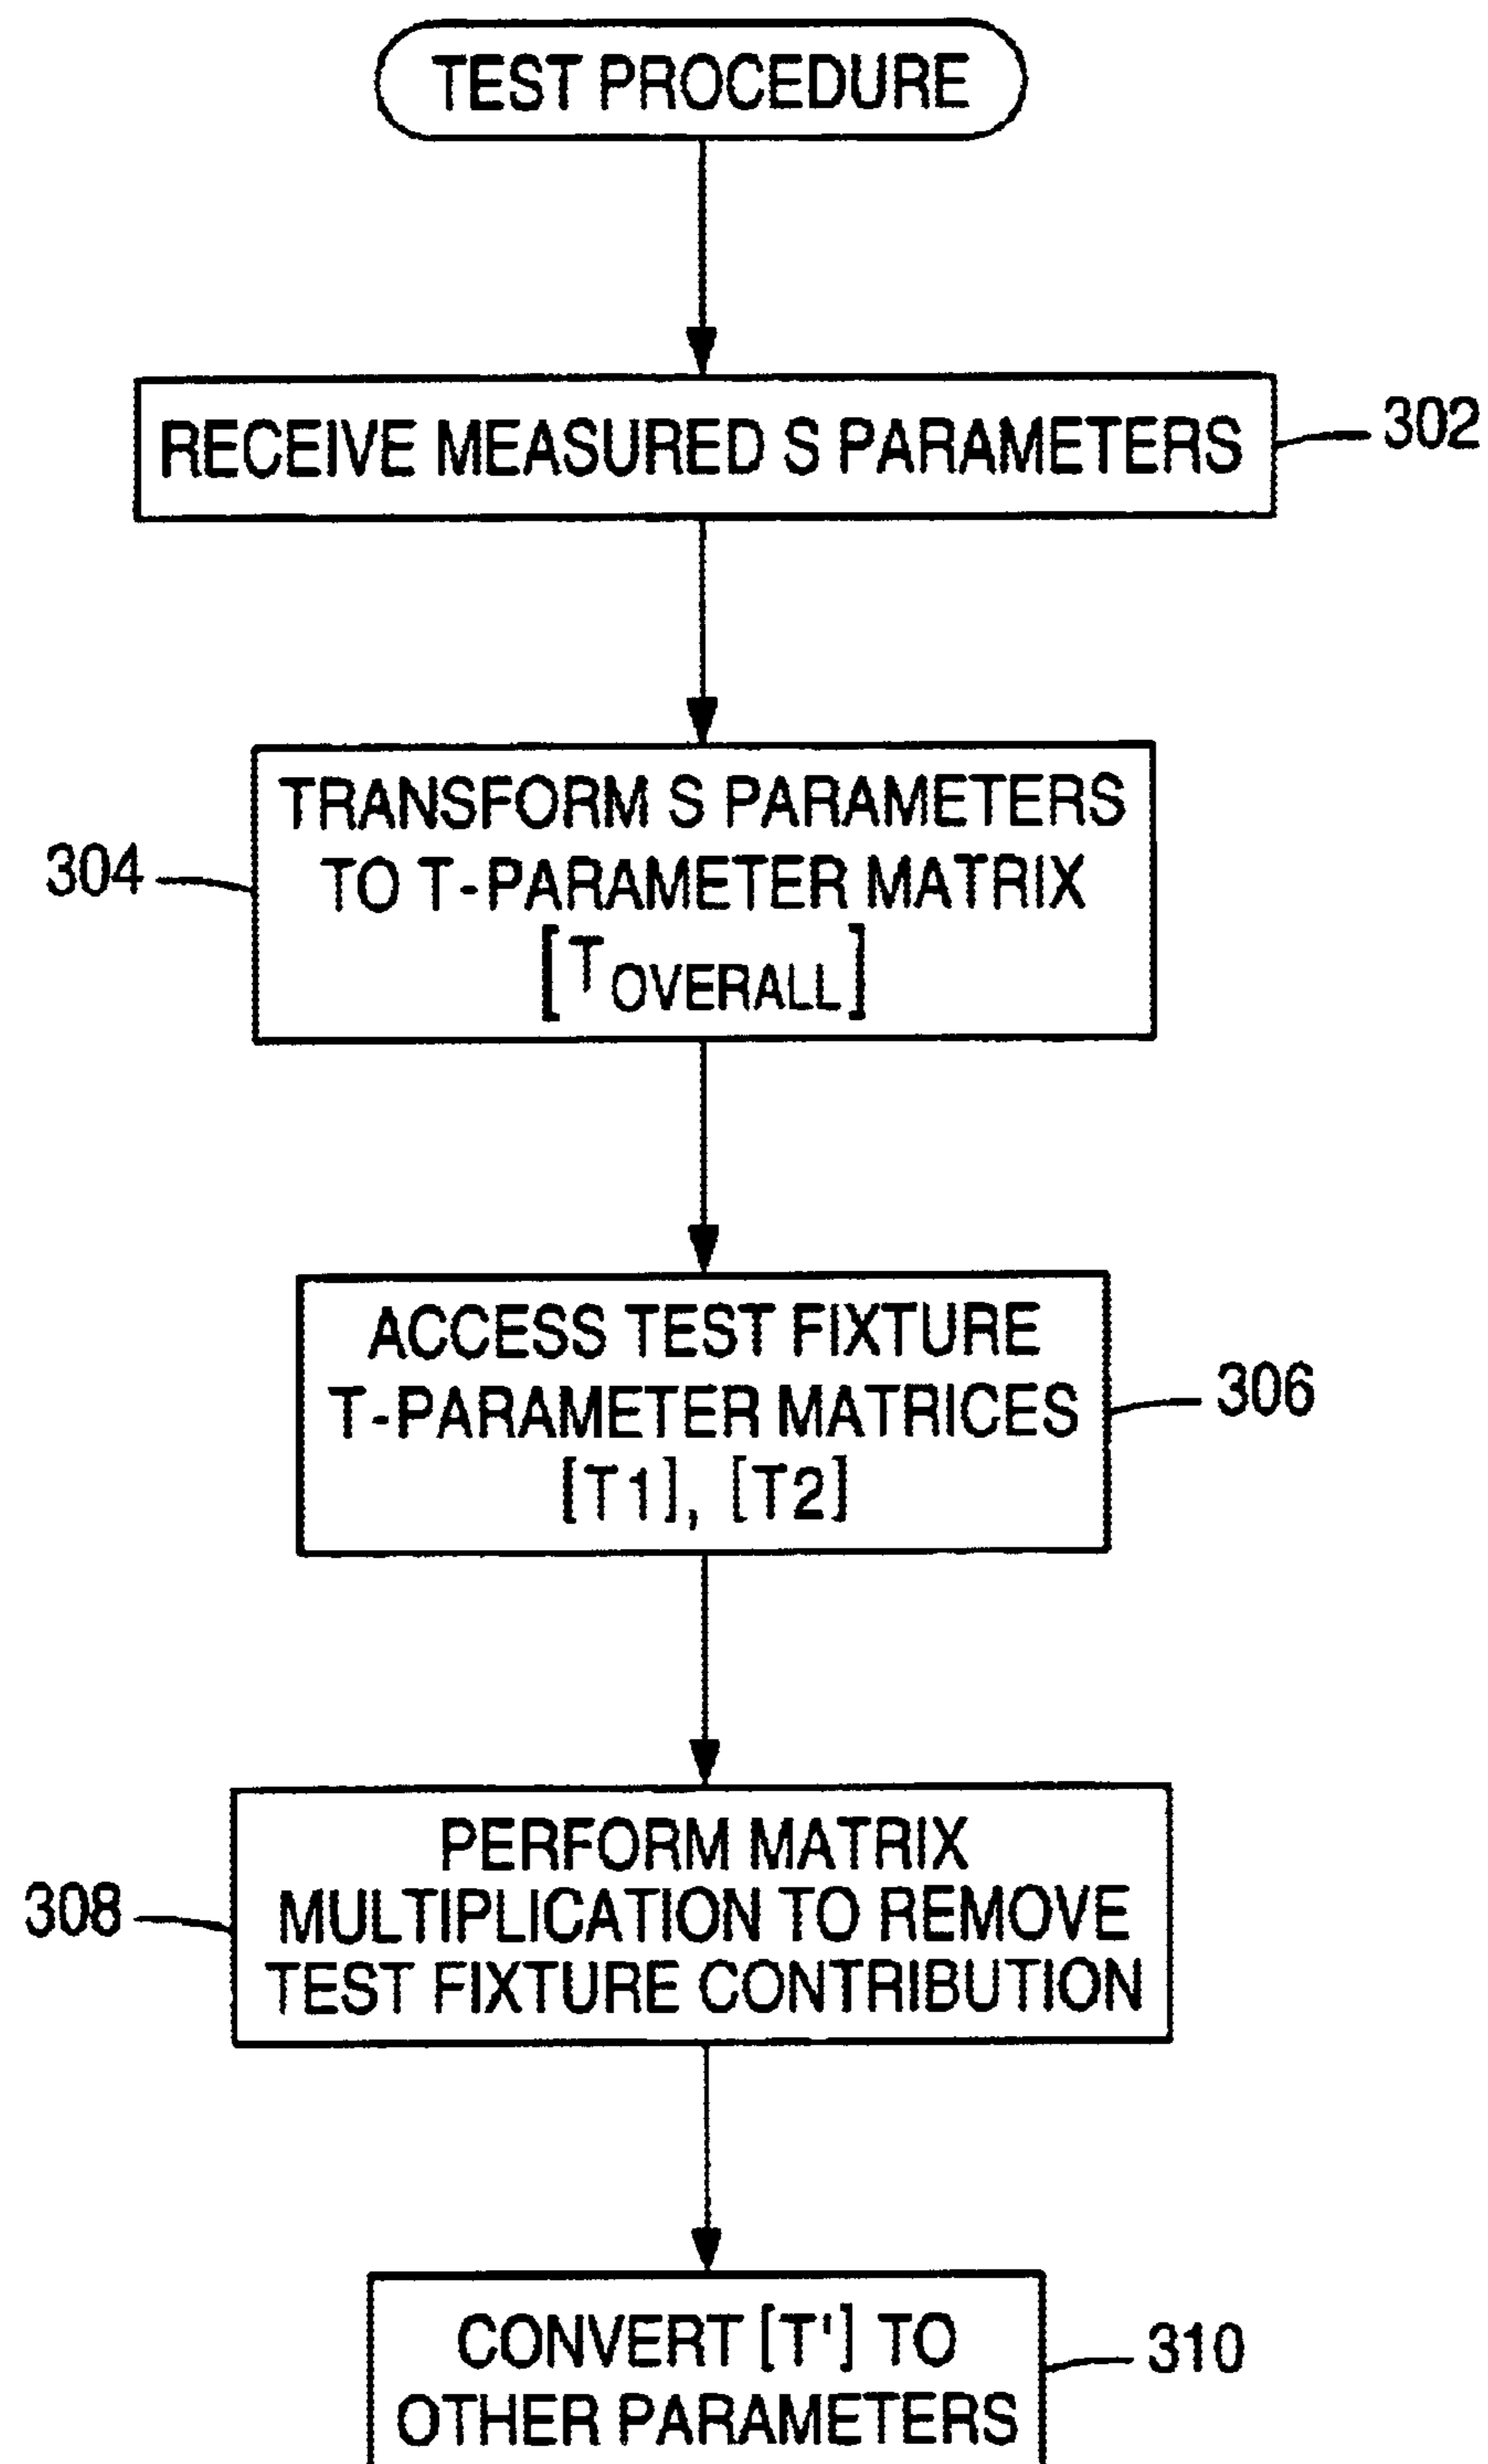 TEST PROCEDURE
RECEIVE MEASURED S PARAMETERS
302
TRANSFORM S PARAMETERS
TO T-PARAMETER MATRIX
[TOVERALL]
304
ACCESS TEST FIXTURE
T-PARAMETER MATRICES
[T1], [T2]
306
PERFORM MATRIX
MULTIPLICATION TO REMOVE
TEST FIXTURE CONTRIBUTION
308
CONVERT [T'] TO
OTHER PARAMETERS
310